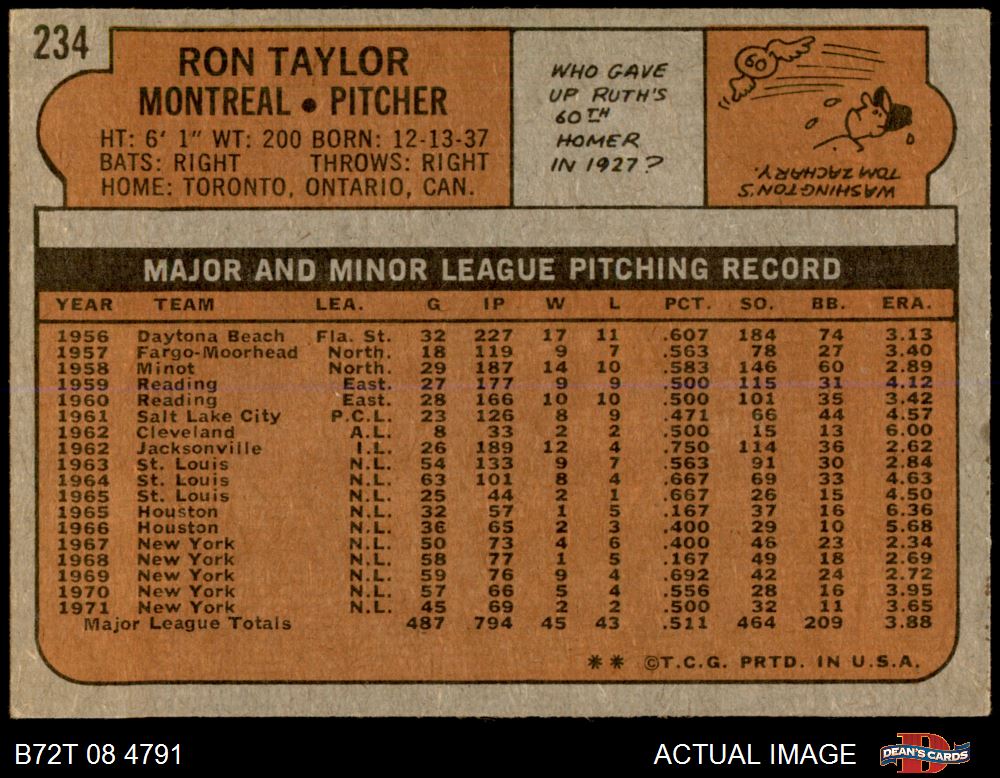 234
RON TAYLOR
MONTREAL • PITCHER
HT: 6' 1" WT: 200 BORN: 12-13-37
BATS: RIGHT THROWS: RIGHT
HOME: TORONTO, ONTARIO, CAN.
WHO GAVE
UP RUTH'S
60TH
HOMER
IN 1927?
60
WASHINGTON'S
TOM ZACHARY.
MAJOR AND MINOR LEAGUE PITCHING RECORD
YEAR TEAM LEA. G IP W L PCT. SO. BB. ERA.
1956 Daytona Beach Fla. St. 32 227 17 11 .607 184 74 3.13
1957 Fargo-Moorhead North. 18 119 9 7 .563 78 27 3.40
1958 Minot North. 29 187 14 10 .583 146 60 2.89
1959 Reading East. 27 177 9 9 .500 115 31 4.12
1960 Reading East. 28 166 10 10 .500 101 35 3.42
1961 Salt Lake City P.C.L. 23 126 8 9 .471 66 44 4.57
1962 Cleveland A.L. 8 33 2 2 .500 15 13 6.00
1962 Jacksonville I.L. 26 189 12 4 .750 114 36 2.62
1963 St. Louis N.L. 54 133 9 7 .563 91 30 2.84
1964 St. Louis N.L. 63 101 8 4 .667 69 33 4.63
1965 St. Louis N.L. 25 44 2 1 .667 26 15 4.50
1965 Houston N.L. 32 57 1 5 .167 37 16 6.36
1966 Houston N.L. 36 65 2 3 .400 29 10 5.68
1967 New York N.L. 50 73 4 6 .400 46 23 2.34
1968 New York N.L. 58 77 1 5 .167 49 18 2.69
1969 New York N.L. 59 76 9 4 .692 42 24 2.72
1970 New York N.L. 57 66 5 4 .556 28 16 3.95
1971 New York N.L. 45 69 2 2 .500 32 11 3.65
Major League Totals 487 794 45 43 .511 464 209 3.88
** ©T.C.G. PRTD. IN U.S.A.
B72T 08 4791 ACTUAL IMAGE DEAN'S CARDS